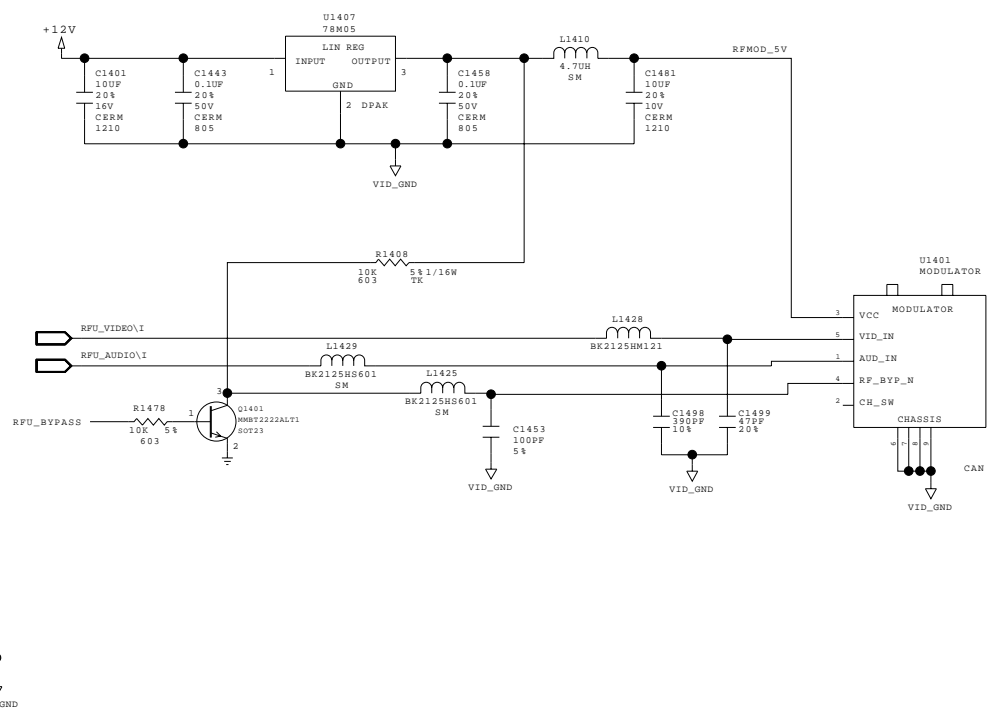 U1407
78M05
+12V
LIN REG
INPUT OUTPUT
GND
1
3
2 DPAK
L1410
4.7UH
SM
RFMOD_5V
C1401
10UF
20%
16V
CERM
1210
C1443
0.1UF
20%
50V
CERM
805
C1458
0.1UF
20%
50V
CERM
805
C1481
10UF
20%
10V
CERM
1210
VID_GND
R1408
10K 5% 1/16W
603 TK
U1401
MODULATOR
MODULATOR
3 VCC
5 VID_IN
1 AUD_IN
4 RF_BYP_N
2 CH_SW
CHASSIS
6 7 8 9
CAN
VID_GND
RFU_VIDEO\I
RFU_AUDIO\I
L1428
BK2125HM121
L1429
BK2125HS601
SM
L1425
BK2125HS601
SM
3
Q1401
MMBT2222ALT1
SOT23
1
2
RFU_BYPASS
R1478
10K 5%
603
C1453
100PF
5%
VID_GND
C1498
390PF
10%
C1499
47PF
20%
VID_GND
GND